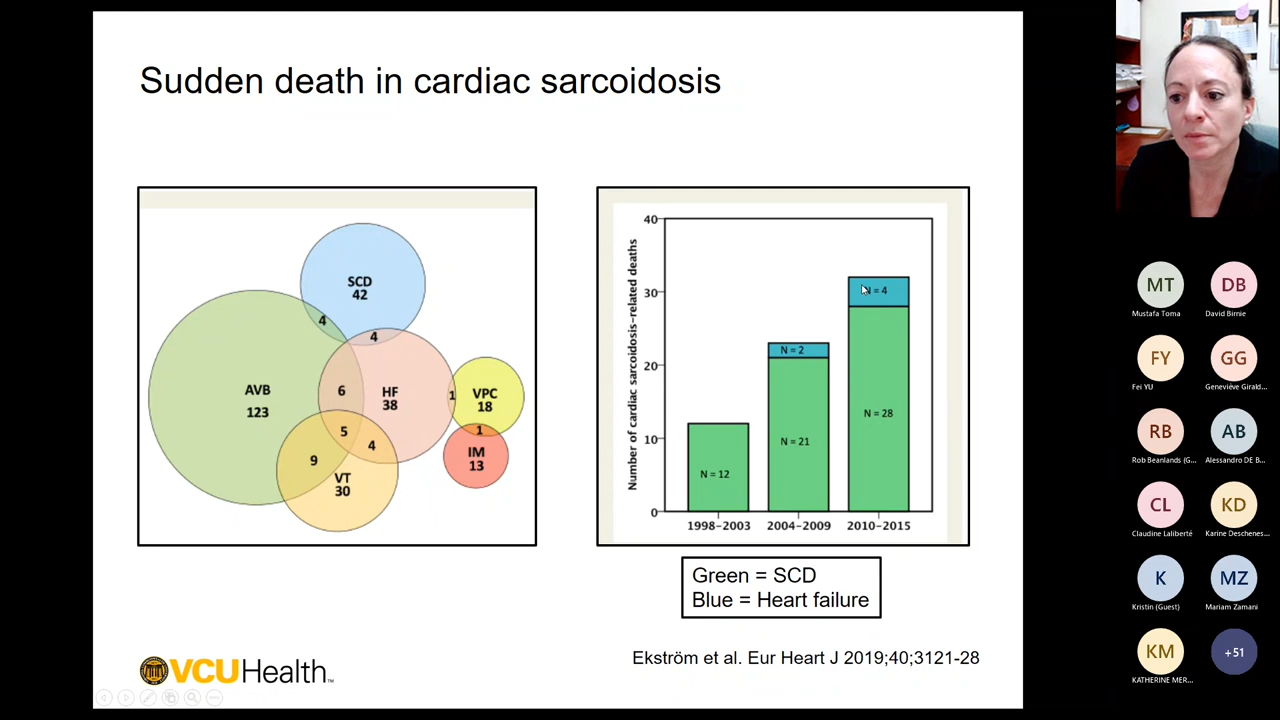 Sudden death in cardiac sarcoidosis
SCD
42
4
4
AVB
123
6
HF
38
1
VPC
18
5
4
1
IM
13
9
VT
30
Number of cardiac sarcoidosis-related deaths
40
30
20
10
0
N = 12
N = 2
N = 21
= 4
N = 28
1998-2003
2004-2009
2010-2015
Green = SCD
Blue = Heart failure
Ekström et al. Eur Heart J 2019;40;3121-28
VCUHealth™
MT
Mustafa Toma
DB
David Birnie
FY
Fei YU
GG
Geneviève Girald...
RB
Rob Beanlands (G...
AB
Alessandro DE B...
CL
Claudine Laliberté
KD
Karine Deschenes...
K
Kristin (Guest)
MZ
Mariam Zamani
KM
KATHERINE MER...
+51